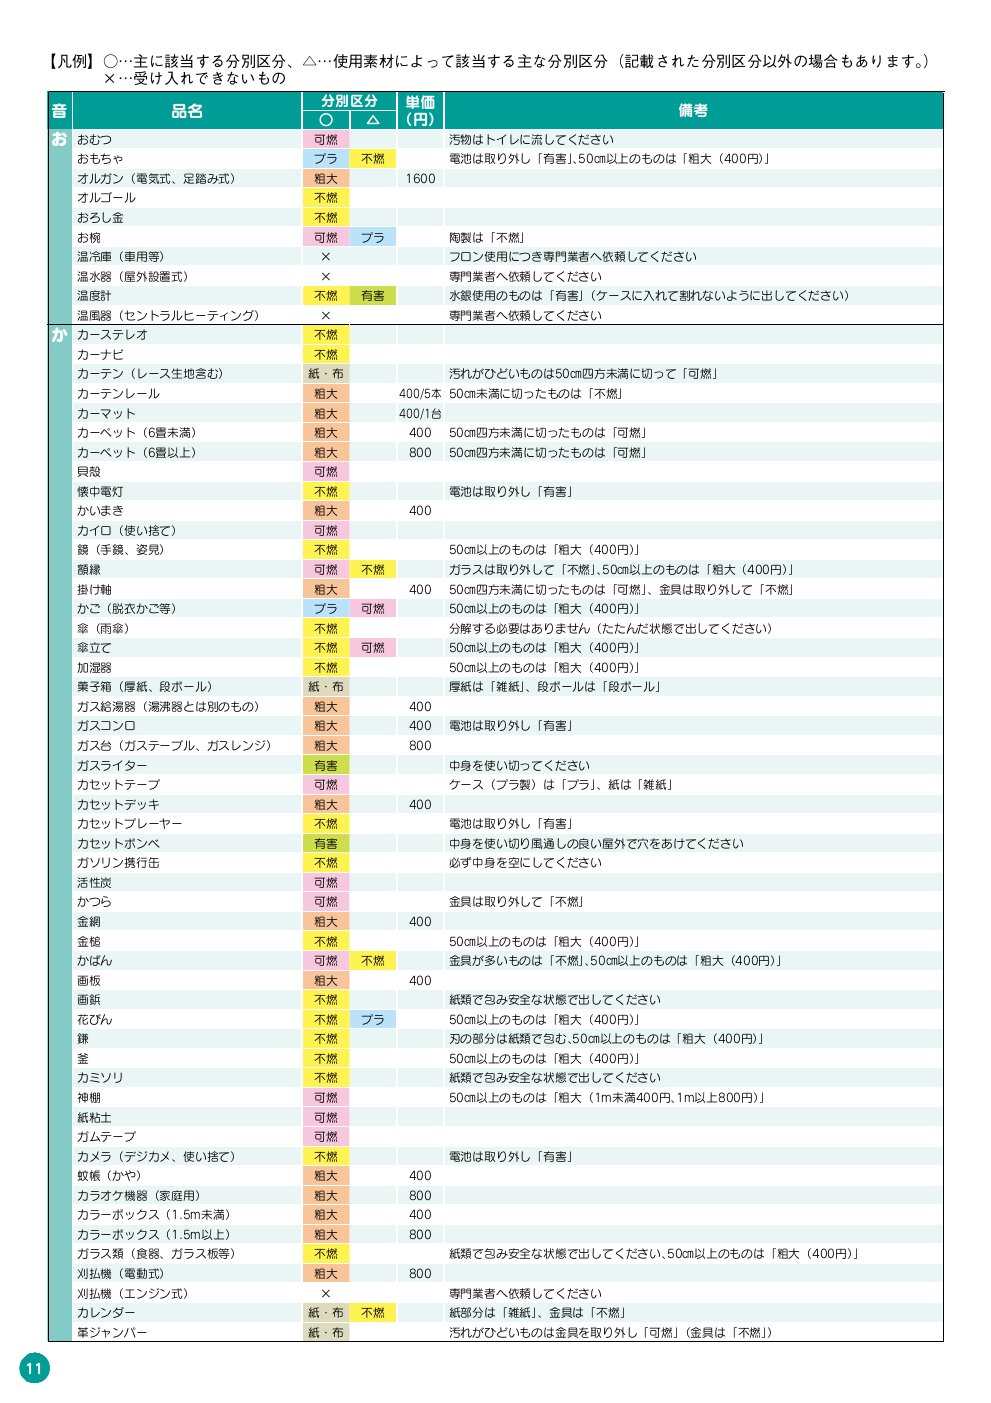 【凡例】○…主に該当する分別区分、△…使用素材によって該当する主な分別区分（記載された分別区分以外の場合もあります。）
×…受け入れできないもの
音 品名 分別区分 ○ △ 単価（円） 備考
お おむつ 可燃 汚物はトイレに流してください
おもちゃ プラ 不燃 電池は取り外し「有害」、50㎝以上のものは「粗大（400円）」
オルガン（電気式、足踏み式） 粗大 1600
オルゴール 不燃
おろし金 不燃
お椀 可燃 プラ 陶製は「不燃」
温冷庫（車用等） × フロン使用につき専門業者へ依頼してください
温水器（屋外設置式） × 専門業者へ依頼してください
温度計 不燃 有害 水銀使用のものは「有害」（ケースに入れて割れないように出してください）
温風器（セントラルヒーティング） × 専門業者へ依頼してください
か カーステレオ 不燃
カーナビ 不燃
カーテン（レース生地含む） 紙・布 汚れがひどいものは50㎝四方未満に切って「可燃」
カーテンレール 粗大 400/5本 50㎝未満に切ったものは「不燃」
カーマット 粗大 400/1台
カーペット（6畳未満） 粗大 400 50㎝四方未満に切ったものは「可燃」
カーペット（6畳以上） 粗大 800 50㎝四方未満に切ったものは「可燃」
貝殻 可燃
懐中電灯 不燃 電池は取り外し「有害」
かいまき 粗大 400
カイロ（使い捨て） 可燃
鏡（手鏡、姿見） 不燃 50㎝以上のものは「粗大（400円）」
額縁 可燃 不燃 ガラスは取り外して「不燃」、50㎝以上のものは「粗大（400円）」
掛け軸 粗大 400 50㎝四方未満に切ったものは「可燃」、金具は取り外して「不燃」
かご（脱衣かご等） プラ 可燃 50㎝以上のものは「粗大（400円）」
傘（雨傘） 不燃 分解する必要はありません（たたんだ状態で出してください）
傘立て 不燃 可燃 50㎝以上のものは「粗大（400円）」
加湿器 不燃 50㎝以上のものは「粗大（400円）」
菓子箱（厚紙、段ボール） 紙・布 厚紙は「雑紙」、段ボールは「段ボール」
ガス給湯器（湯沸器とは別のもの） 粗大 400
ガスコンロ 粗大 400 電池は取り外し「有害」
ガス台（ガステーブル、ガスレンジ） 粗大 800
ガスライター 有害 中身を使い切ってください
カセットテープ 可燃 ケース（プラ製）は「プラ」、紙は「雑紙」
カセットデッキ 粗大 400
カセットプレーヤー 不燃 電池は取り外し「有害」
カセットボンベ 有害 中身を使い切り風通しの良い屋外で穴をあけてください
ガソリン携行缶 不燃 必ず中身を空にしてください
活性炭 可燃
かつら 可燃 金具は取り外して「不燃」
金網 粗大 400
金槌 不燃 50㎝以上のものは「粗大（400円）」
かばん 可燃 不燃 金具が多いものは「不燃」、50㎝以上のものは「粗大（400円）」
画板 粗大 400
画鋲 不燃 紙類で包み安全な状態で出してください
花びん 不燃 プラ 50㎝以上のものは「粗大（400円）」
鎌 不燃 刃の部分は紙類で包む、50㎝以上のものは「粗大（400円）」
釜 不燃 50㎝以上のものは「粗大（400円）」
カミソリ 不燃 紙類で包み安全な状態で出してください
神棚 可燃 50㎝以上のものは「粗大（1m未満400円、1m以上800円）」
紙粘土 可燃
ガムテープ 可燃
カメラ（デジカメ、使い捨て） 不燃 電池は取り外し「有害」
蚊帳（かや） 粗大 400
カラオケ機器（家庭用） 粗大 800
カラーボックス（1.5m未満） 粗大 400
カラーボックス（1.5m以上） 粗大 800
ガラス類（食器、ガラス板等） 不燃 紙類で包み安全な状態で出してください、50㎝以上のものは「粗大（400円）」
刈払機（電動式） 粗大 800
刈払機（エンジン式） × 専門業者へ依頼してください
カレンダー 紙・布 不燃 紙部分は「雑紙」、金具は「不燃」
革ジャンパー 紙・布 汚れがひどいものは金具を取り外し「可燃」（金具は「不燃」）
11